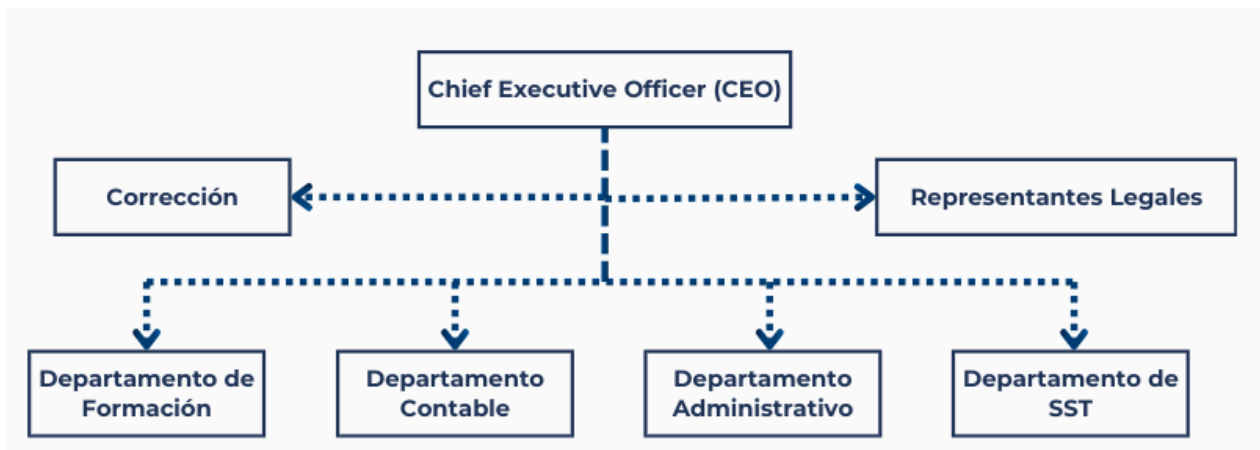 Chief Executive Officer (CEO)
Corrección
Representantes Legales
Departamento de
Formación
Departamento
Contable
Departamento
Administrativo
Departamento de
SST